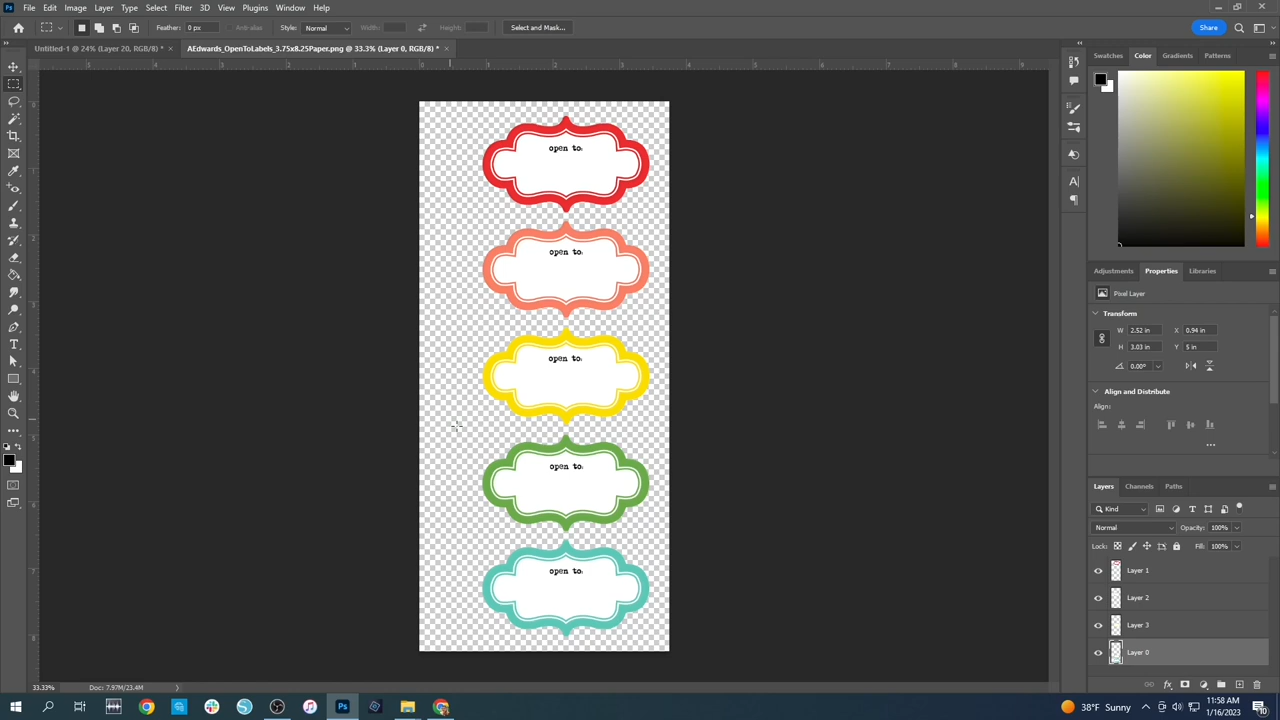 File Edit Image Layer Type Select Filter 3D View Plugins Window Help
Feather: 0 px Anti-alias Style: Normal Width: Height: Select and Mask... Share
Untitled-1 @ 24% (Layer 20, RGB/8) * × AEdwards_OpenToLabels_3.75x8.25Paper.png @ 33.3% (Layer 0, RGB/8) * ×
Swatches Color Gradients Patterns
open to:
open to:
open to:
open to:
open to:
Adjustments Properties Libraries
Pixel Layer
Transform
W 2.52 in X 0.94 in
H 3.03 in Y 5 in
0.00°
Align and Distribute
Align:
Layers Channels Paths
Kind
Normal Opacity: 100%
Lock: Fill: 100%
Layer 1
Layer 2
Layer 3
Layer 0
33.33% Doc: 7.97M/23.4M
38°F Sunny 11:58 AM
1/16/2023